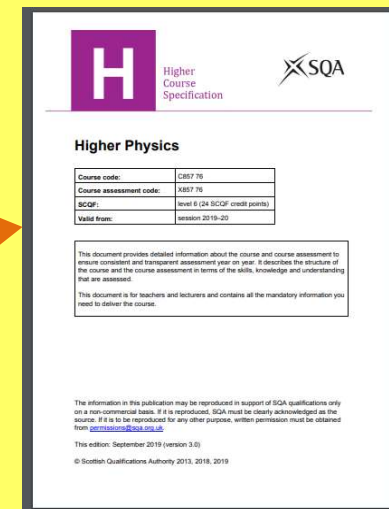 H
Higher
Course
Specification
SQA
Higher Physics
Course code: C857 76
Course assessment code: X857 76
SCQF: level 6 (24 SCQF credit points)
Valid from: session 2019–20
This document provides detailed information about the course and course assessment to
ensure consistent and transparent assessment year on year. It describes the structure of
the course and the course assessment in terms of the skills, knowledge and understanding
that are assessed.
This document is for teachers and lecturers and contains all the mandatory information you
need to deliver the course.
The information in this publication may be reproduced in support of SQA qualifications only
on a non-commercial basis. If it is reproduced, SQA must be clearly acknowledged as the
source. If it is to be reproduced for any other purpose, written permission must be obtained
from permissions@sqa.org.uk.
This edition: September 2019 (version 3.0)
© Scottish Qualifications Authority 2013, 2018, 2019